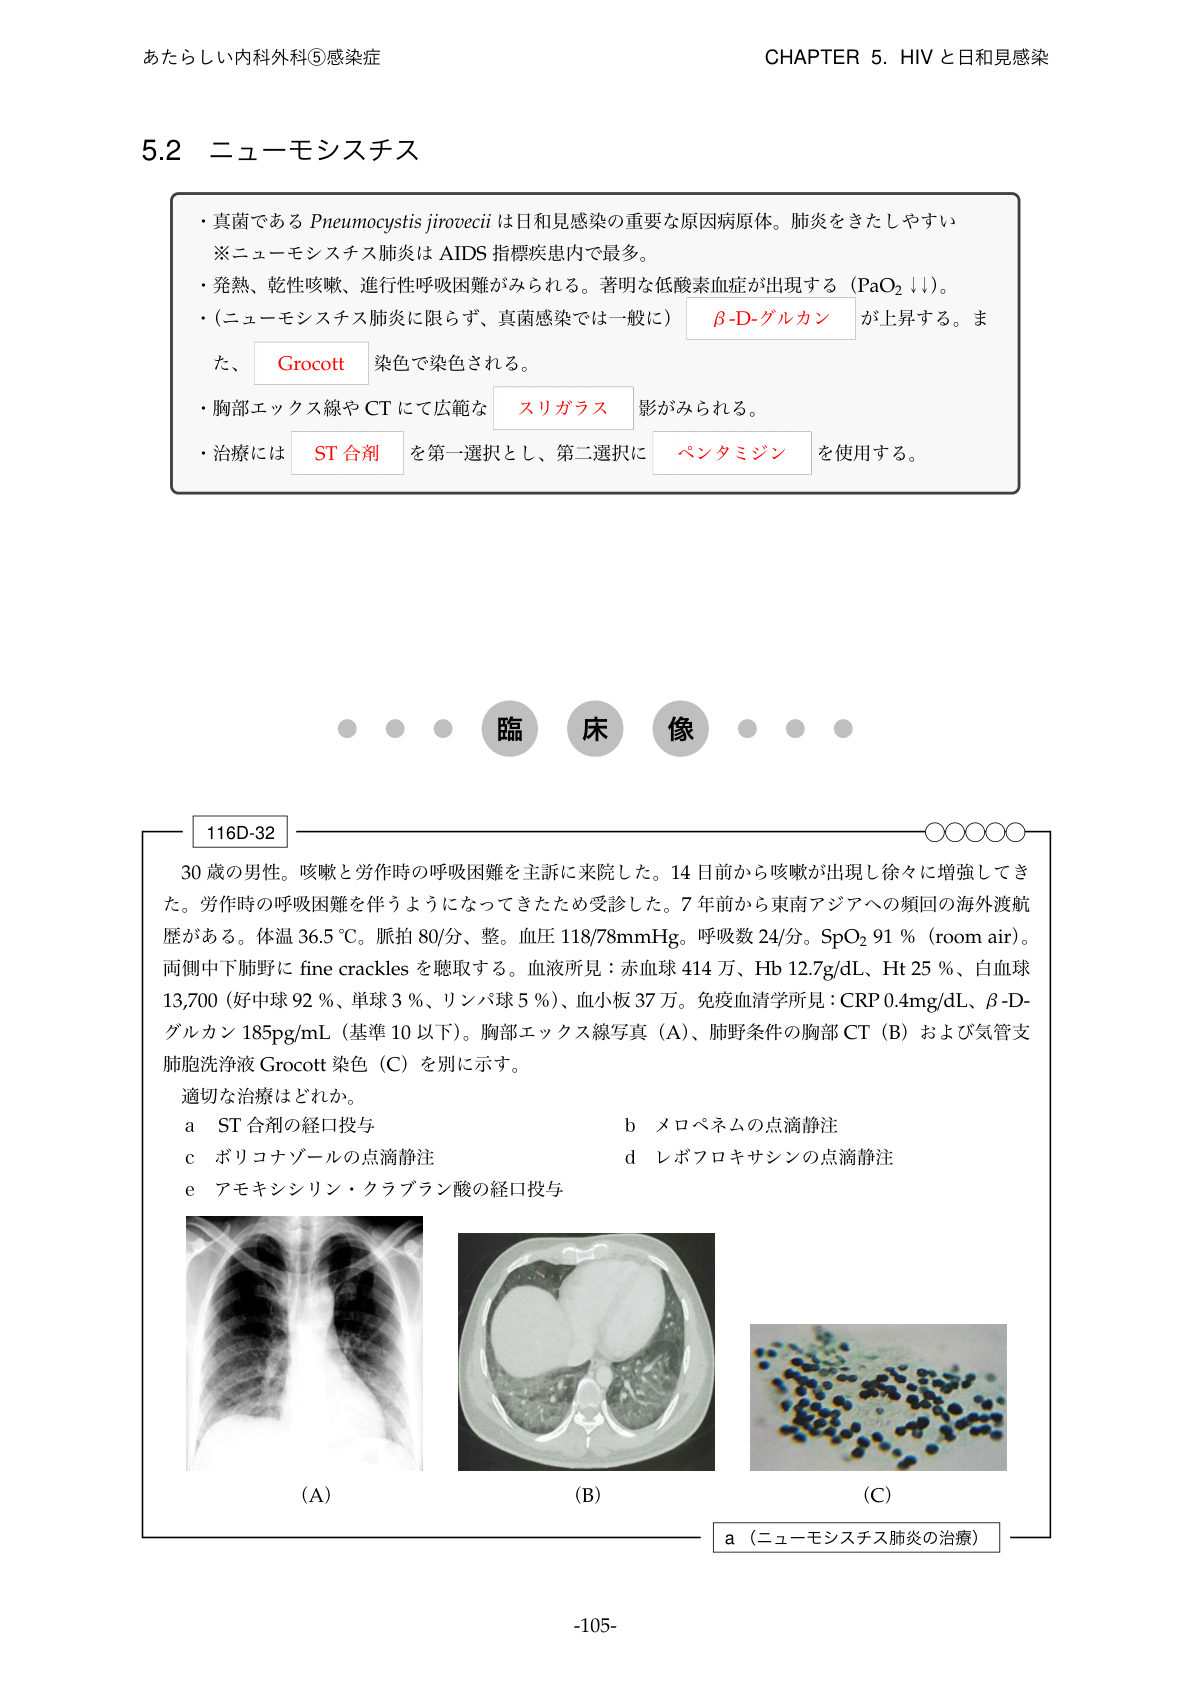 あたらしい内科外科⑤感染症
CHAPTER 5. HIV と日和見感染
5.2 ニューモシスチス
・真菌である Pneumocystis jirovecii は日和見感染の重要な原因病原体。肺炎をきたしやすい
※ニューモシスチス肺炎は AIDS 指標疾患内で最多。
・発熱、乾性咳嗽、進行性呼吸困難がみられる。著明な低酸素血症が出現する（PaO₂ ↓↓）。
・（ニューモシスチス肺炎に限らず、真菌感染では一般に） β-D-グルカン が上昇する。ま
た、 Grocott 染色で染色される。
・胸部エックス線や CT にて広範な スリガラス 影がみられる。
・治療には ST 合剤 を第一選択とし、第二選択に ペンタミジン を使用する。
臨 床 像
116D-32 ○○○○○
30 歳の男性。咳嗽と労作時の呼吸困難を主訴に来院した。14 日前から咳嗽が出現し徐々に増強してき
た。労作時の呼吸困難を伴うようになってきたため受診した。7 年前から東南アジアへの頻回の海外渡航
歴がある。体温 36.5 ℃。脈拍 80/分、整。血圧 118/78mmHg。呼吸数 24/分。SpO₂ 91 %（room air）。
両側中下肺野に fine crackles を聴取する。血液所見：赤血球 414 万、Hb 12.7g/dL、Ht 25 %、白血球
13,700（好中球 92 %、単球 3 %、リンパ球 5 %）、血小板 37 万。免疫血清学所見：CRP 0.4mg/dL、β-D-
グルカン 185pg/mL（基準 10 以下）。胸部エックス線写真（A）、肺野条件の胸部 CT（B）および気管支
肺胞洗浄液 Grocott 染色（C）を別に示す。
適切な治療はどれか。
a ST 合剤の経口投与
b メロペネムの点滴静注
c ボリコナゾールの点滴静注
d レボフロキサシンの点滴静注
e アモキシシリン・クラブラン酸の経口投与
（A）
（B）
（C）
a （ニューモシスチス肺炎の治療）
-105-